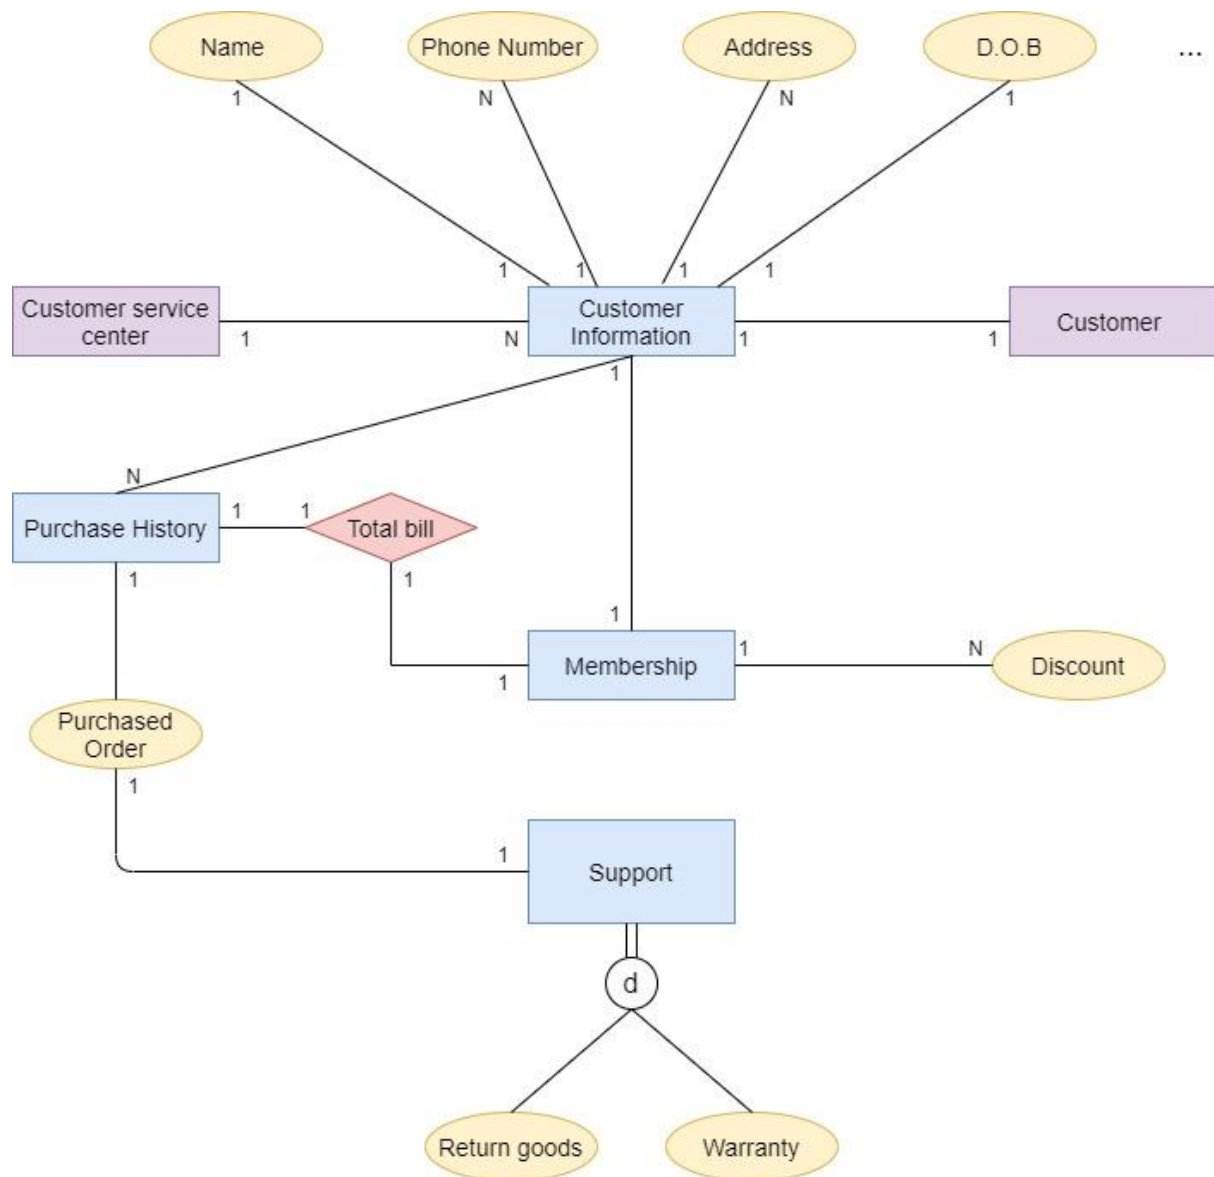 Name
Phone Number
Address
D.O.B
...
1
N
N
1
1
1
1
1
Customer service
center
Customer
Information
Customer
1
N
1
1
1
N
Purchase History
1
1
Total bill
1
1
1
Membership
1
N
Discount
1
Purchased
Order
1
1
Support
d
Return goods
Warranty